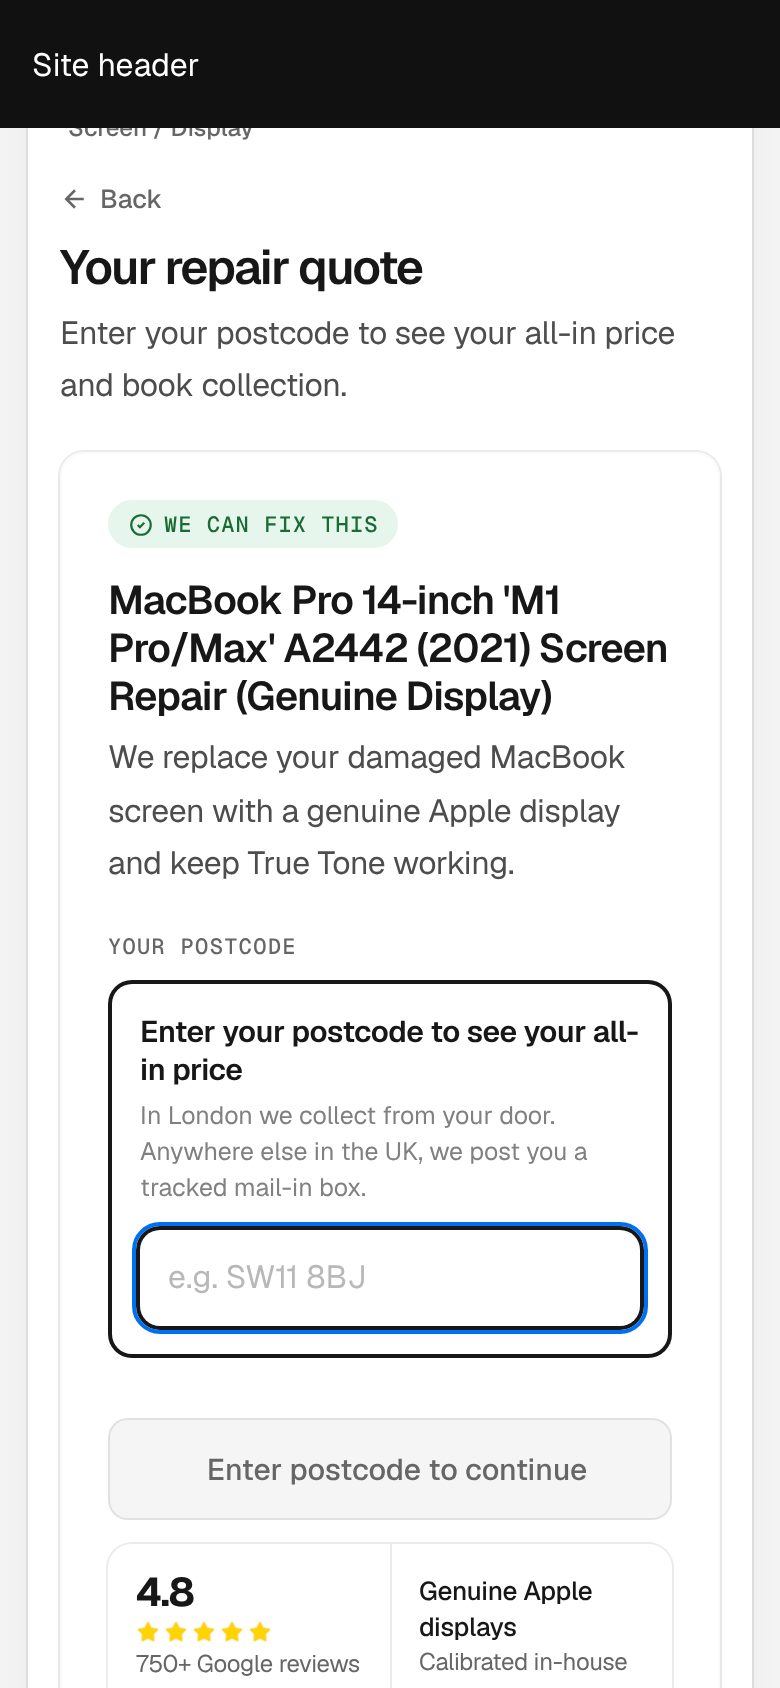 Site header
Screen / Display
← Back
Your repair quote
Enter your postcode to see your all-in price
and book collection.
WE CAN FIX THIS
MacBook Pro 14-inch 'M1
Pro/Max' A2442 (2021) Screen
Repair (Genuine Display)
We replace your damaged MacBook
screen with a genuine Apple display
and keep True Tone working.
YOUR POSTCODE
Enter your postcode to see your all-
in price
In London we collect from your door.
Anywhere else in the UK, we post you a
tracked mail-in box.
e.g. SW11 8BJ
Enter postcode to continue
4.8
750+ Google reviews
Genuine Apple
displays
Calibrated in-house